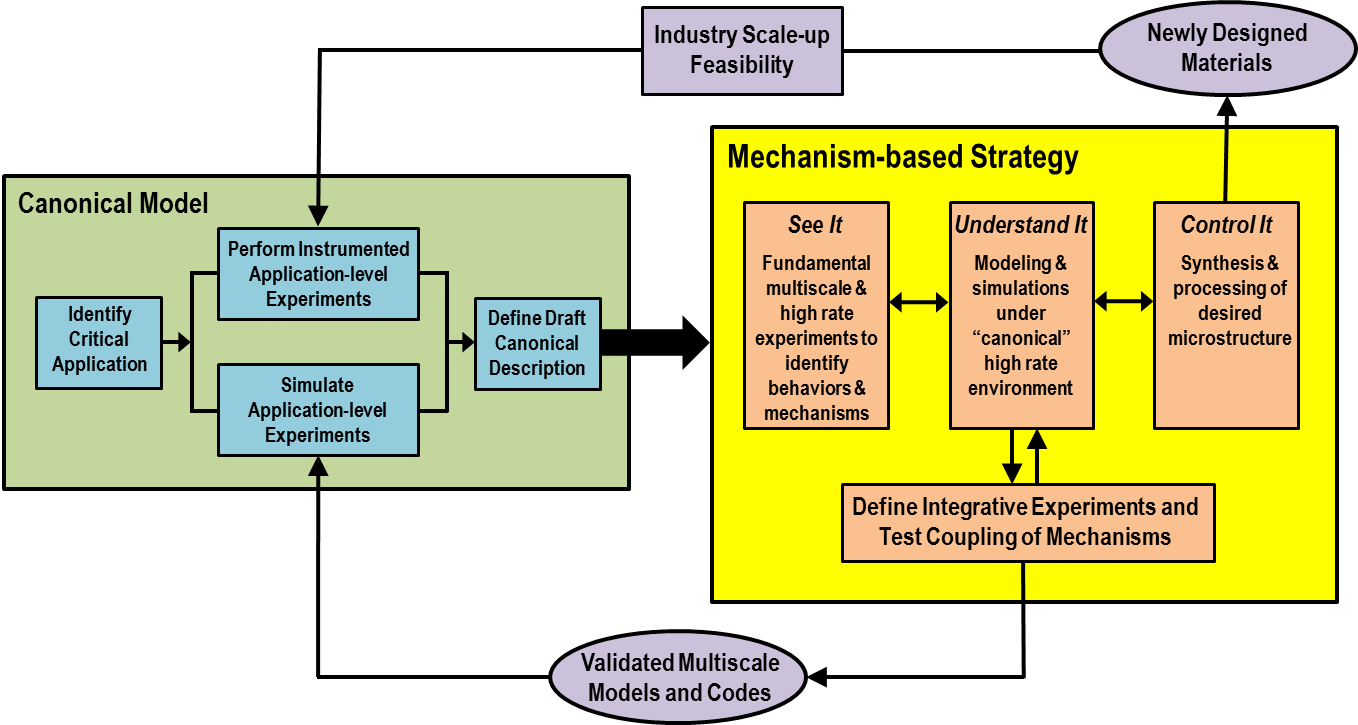 Industry Scale-up
Feasibility
Newly Designed
Materials
Canonical Model
Identify
Critical
Application
Perform Instrumented
Application-level
Experiments
Simulate
Application-level
Experiments
Define Draft
Canonical
Description
Mechanism-based Strategy
See It
Fundamental
multiscale &
high rate
experiments to
identify
behaviors &
mechanisms
Understand It
Modeling &
simulations
under
“canonical”
high rate
environment
Control It
Synthesis &
processing of
desired
microstructure
Define Integrative Experiments and
Test Coupling of Mechanisms
Validated Multiscale
Models and Codes